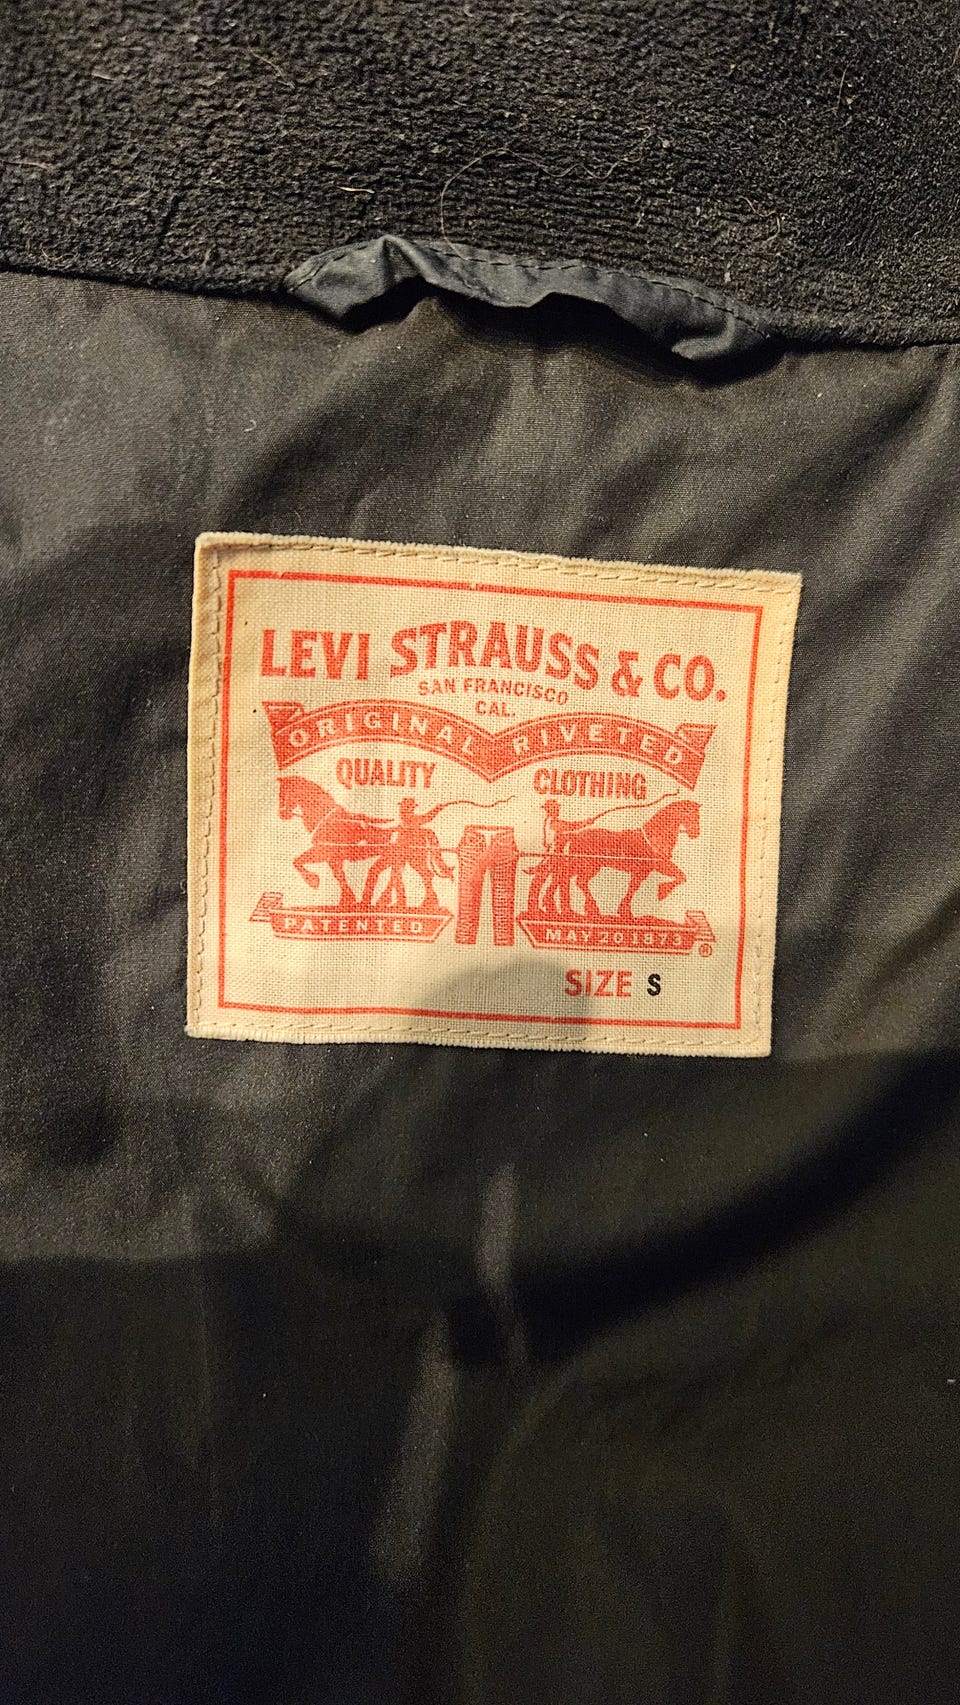 LEVI STRAUSS & CO.
SAN FRANCISCO
CAL.
ORIGINAL RIVETED
QUALITY CLOTHING
PATENTED MAY 20 1873 ®
SIZE S